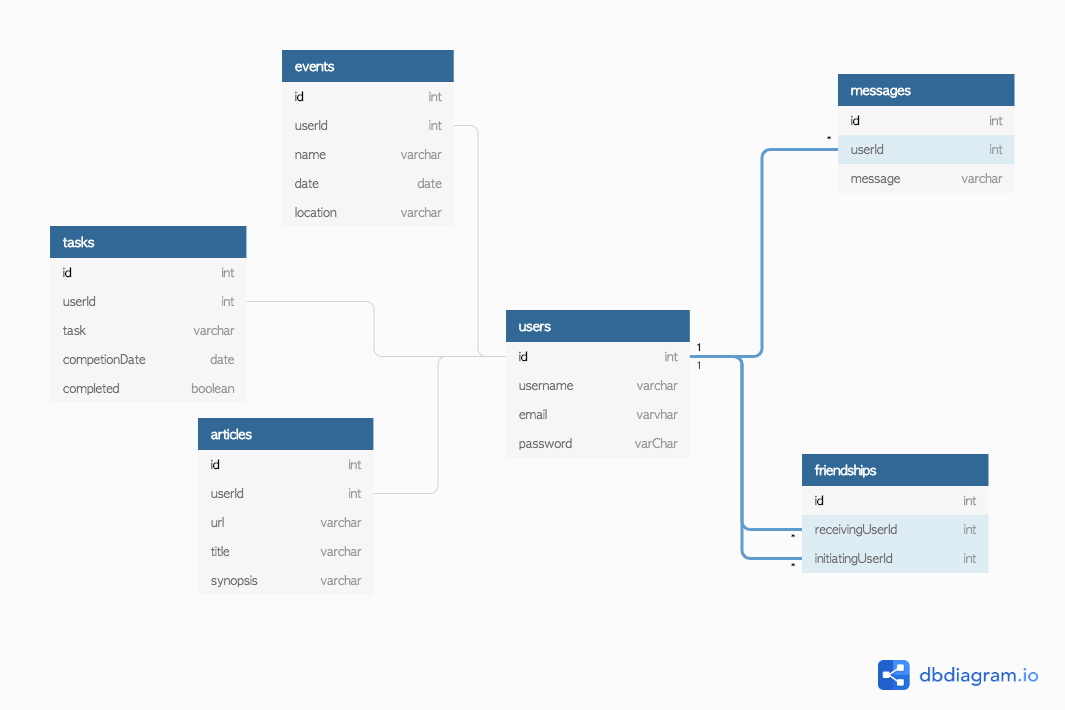 events
id int
userId int
name varchar
date date
location varchar
messages
id int
* userId int
message varchar
tasks
id int
userId int
task varchar
competionDate date
completed boolean
users
id int 1
1
username varchar
email varvhar
password varChar
articles
id int
userId int
url varchar
title varchar
synopsis varchar
friendships
id int
receivingUserId int
*
initiatingUserId int
*
dbdiagram.io